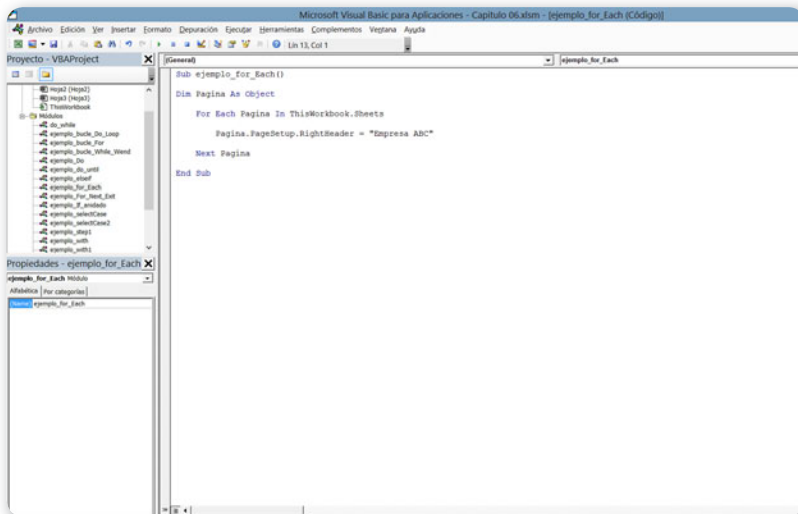 Microsoft Visual Basic para Aplicaciones - Capitulo 06.xlsm - [ejemplo_for_Each (Código)]
Archivo Edición Ver Insertar Formato Depuración Ejecutar Herramientas Complementos Ventana Ayuda
Lín 13, Col 1
Proyecto - VBAProject
Hoja2 (Hoja2)
Hoja3 (Hoja3)
ThisWorkbook
Módulos
do_while
ejemplo_bucle_Do_Loop
ejemplo_bucle_For
ejemplo_bucle_While_Wend
ejemplo_Do
ejemplo_do_until
ejemplo_elseif
ejemplo_for_Each
ejemplo_For_Next_Exit
ejemplo_If_anidado
ejemplo_selectCase
ejemplo_selectCase2
ejemplo_step1
ejemplo_with
ejemplo_with1
Propiedades - ejemplo_for_Each
ejemplo_for_Each Módulo
Alfabética Por categorías
(Name) ejemplo_for_Each
(General) ejemplo_for_Each
Sub ejemplo_for_Each()
Dim Pagina As Object
For Each Pagina In ThisWorkbook.Sheets
Pagina.PageSetup.RightHeader = "Empresa ABC"
Next Pagina
End Sub